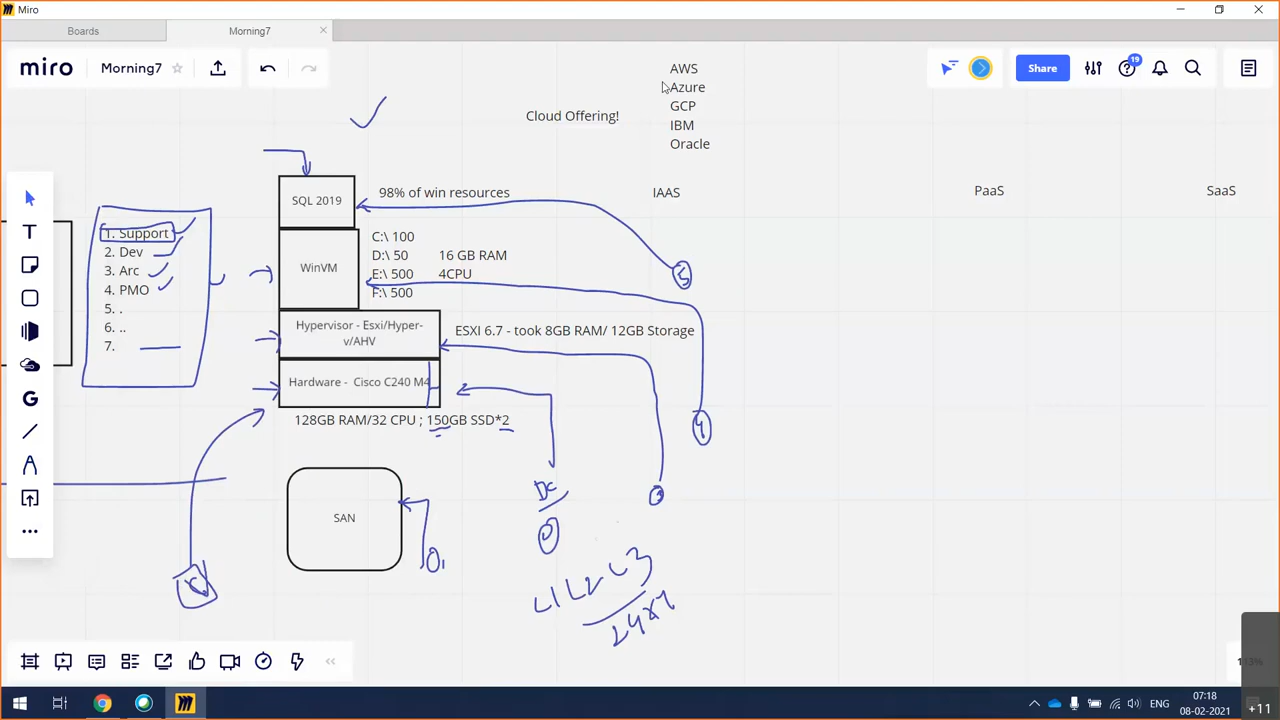 Miro
Boards
Morning7
miro
Morning7
Share
19
AWS
Azure
GCP
IBM
Oracle
Cloud Offering!
IAAS
PaaS
SaaS
SQL 2019
98% of win resources
1. Support
2. Dev
3. Arc
4. PMO
5. .
6. ..
7.
WinVM
C:\ 100
D:\ 50
16 GB RAM
E:\ 500
4CPU
F:\ 500
Hypervisor - Esxi/Hyper-
v/AHV
ESXI 6.7 - took 8GB RAM/ 12GB Storage
Hardware - Cisco C240 M4
128GB RAM/32 CPU ; 150GB SSD*2
SAN
5
4
DC
L1 L2 L3
24x7
T
G
ENG
07:18
08-02-2021
+11